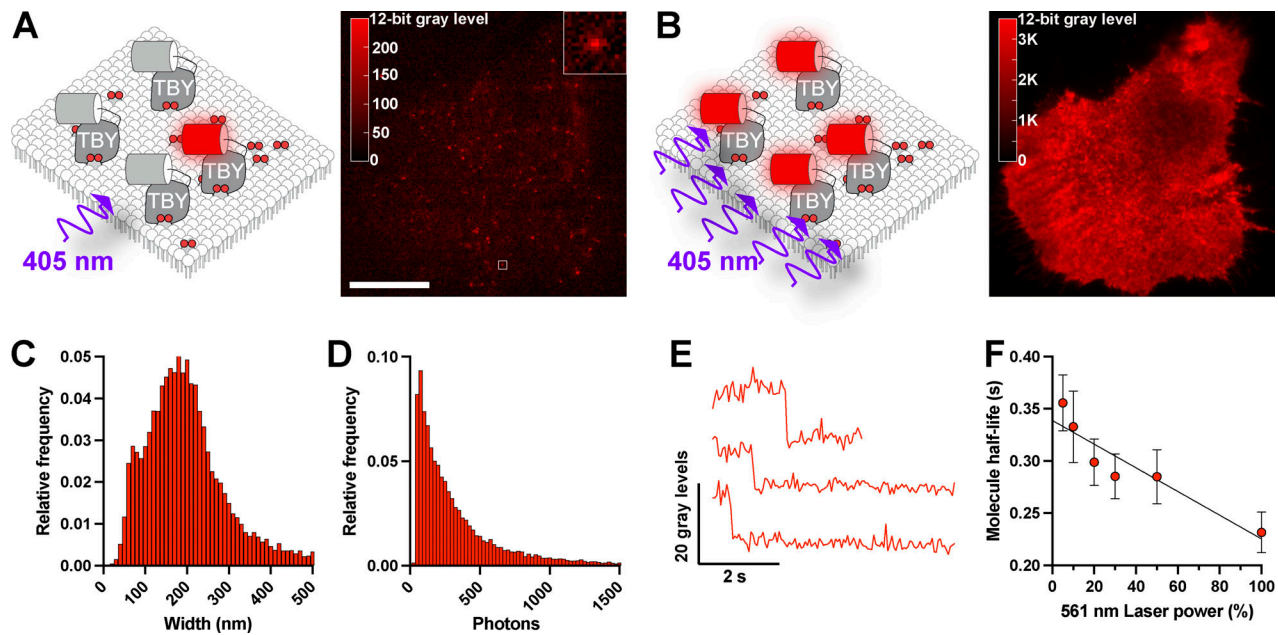 A
12-bit gray level
200
150
100
50
0
TBY
TBY
TBY
TBY
405 nm
B
12-bit gray level
3K
2K
1K
0
TBY
TBY
TBY
TBY
405 nm
C
Relative frequency
0.05
0.04
0.03
0.02
0.01
0.00
0
100
200
300
400
500
Width (nm)
D
Relative frequency
0.10
0.05
0.00
0
500
1000
1500
Photons
E
20 gray levels
2 s
F
Molecule half-life (s)
0.40
0.35
0.30
0.25
0.20
0
20
40
60
80
100
561 nm Laser power (%)